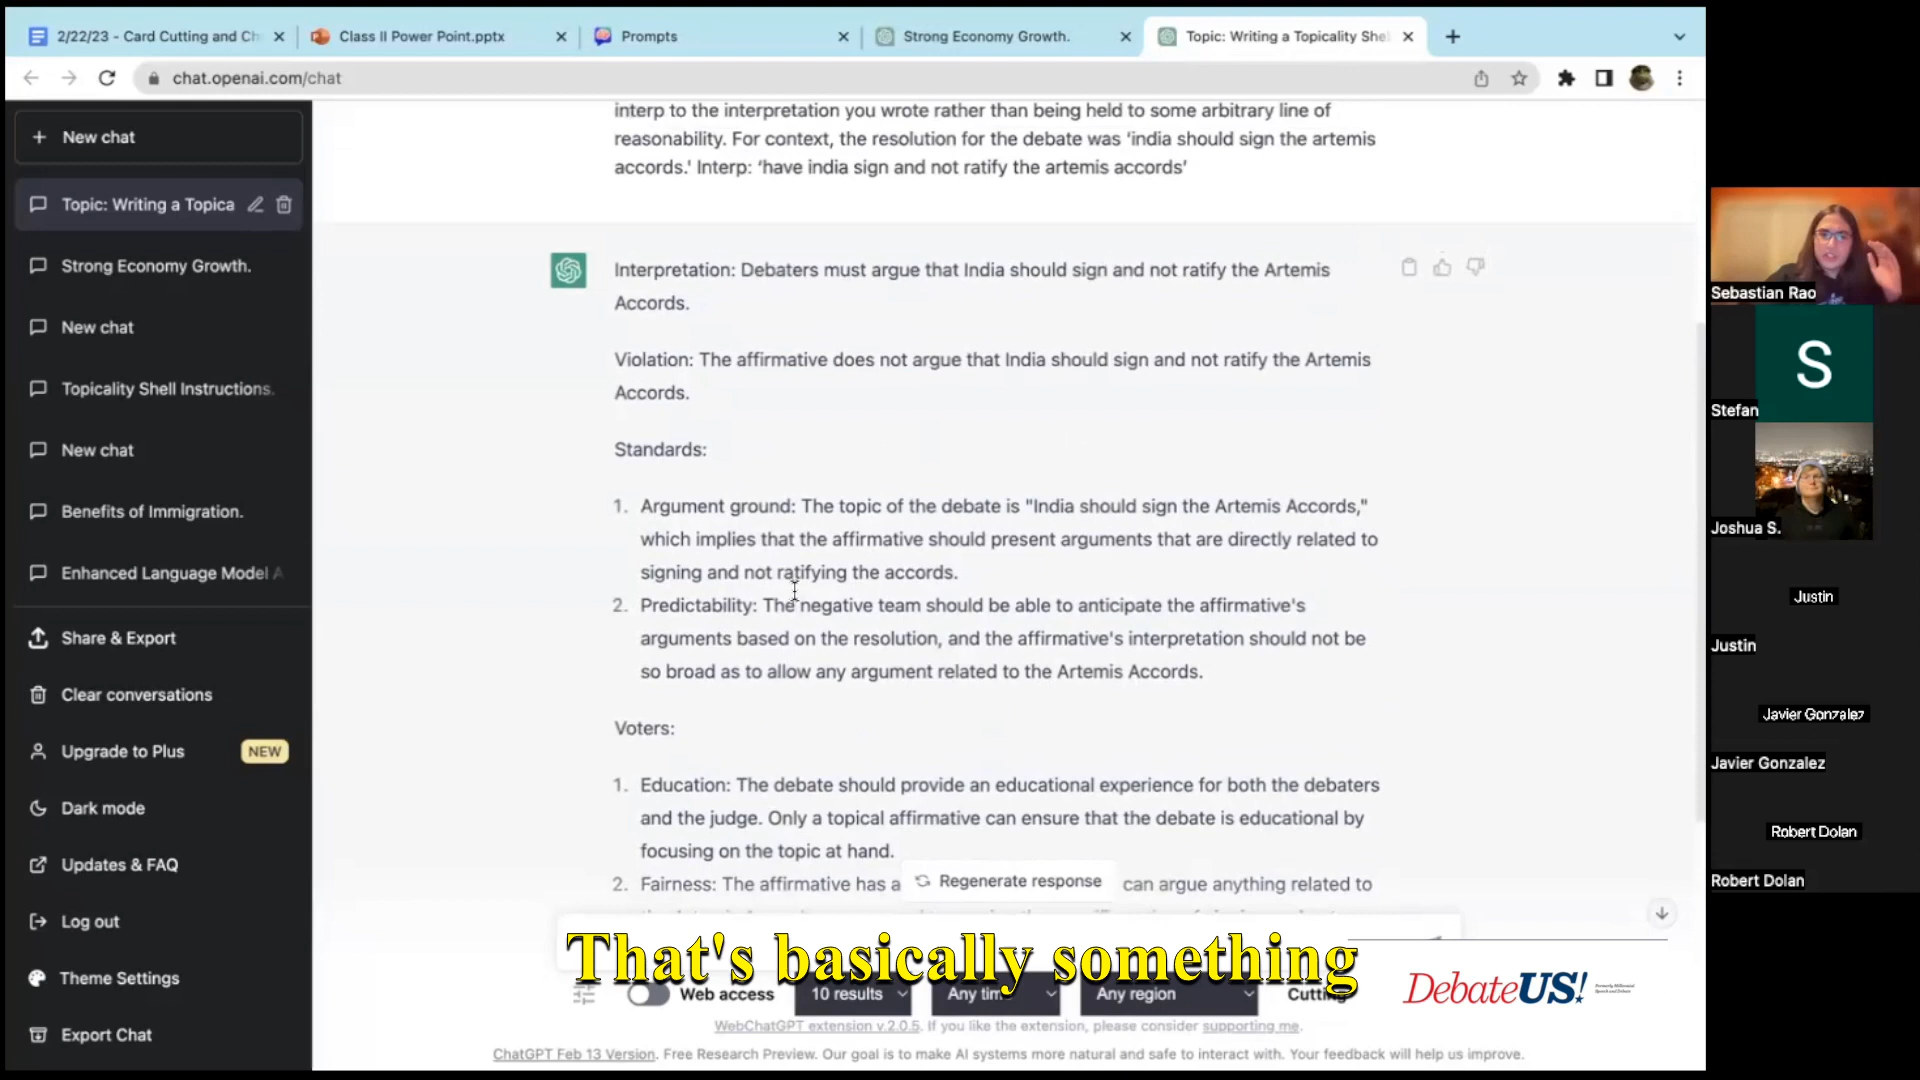 2/22/23 - Card Cutting and Ch
Class II Power Point.pptx
Prompts
Strong Economy Growth.
Topic: Writing a Topicality She
chat.openai.com/chat
New chat
Topic: Writing a Topica
Strong Economy Growth.
New chat
Topicality Shell Instructions.
New chat
Benefits of Immigration.
Enhanced Language Model A
Share & Export
Clear conversations
Upgrade to Plus NEW
Dark mode
Updates & FAQ
Log out
Theme Settings
Export Chat
interp to the interpretation you wrote rather than being held to some arbitrary line of
reasonability. For context, the resolution for the debate was 'india should sign the artemis
accords.' Interp: 'have india sign and not ratify the artemis accords'
Interpretation: Debaters must argue that India should sign and not ratify the Artemis
Accords.
Violation: The affirmative does not argue that India should sign and not ratify the Artemis
Accords.
Standards:
1. Argument ground: The topic of the debate is "India should sign the Artemis Accords,"
which implies that the affirmative should present arguments that are directly related to
signing and not ratifying the accords.
2. Predictability: The negative team should be able to anticipate the affirmative's
arguments based on the resolution, and the affirmative's interpretation should not be
so broad as to allow any argument related to the Artemis Accords.
Voters:
1. Education: The debate should provide an educational experience for both the debaters
and the judge. Only a topical affirmative can ensure that the debate is educational by
focusing on the topic at hand.
2. Fairness: The affirmative has a
Regenerate response
can argue anything related to
That's basically something
Web access
10 results
Any tim
Any region
Cutting
DebateUS!
WebChatGPT extension v.2.0.5. If you like the extension, please consider supporting me.
ChatGPT Feb 13 Version. Free Research Preview. Our goal is to make AI systems more natural and safe to interact with. Your feedback will help us improve.
Sebastian Rao
S
Stefan
Joshua S.
Justin
Justin
Javier Gonzalez
Javier Gonzalez
Robert Dolan
Robert Dolan